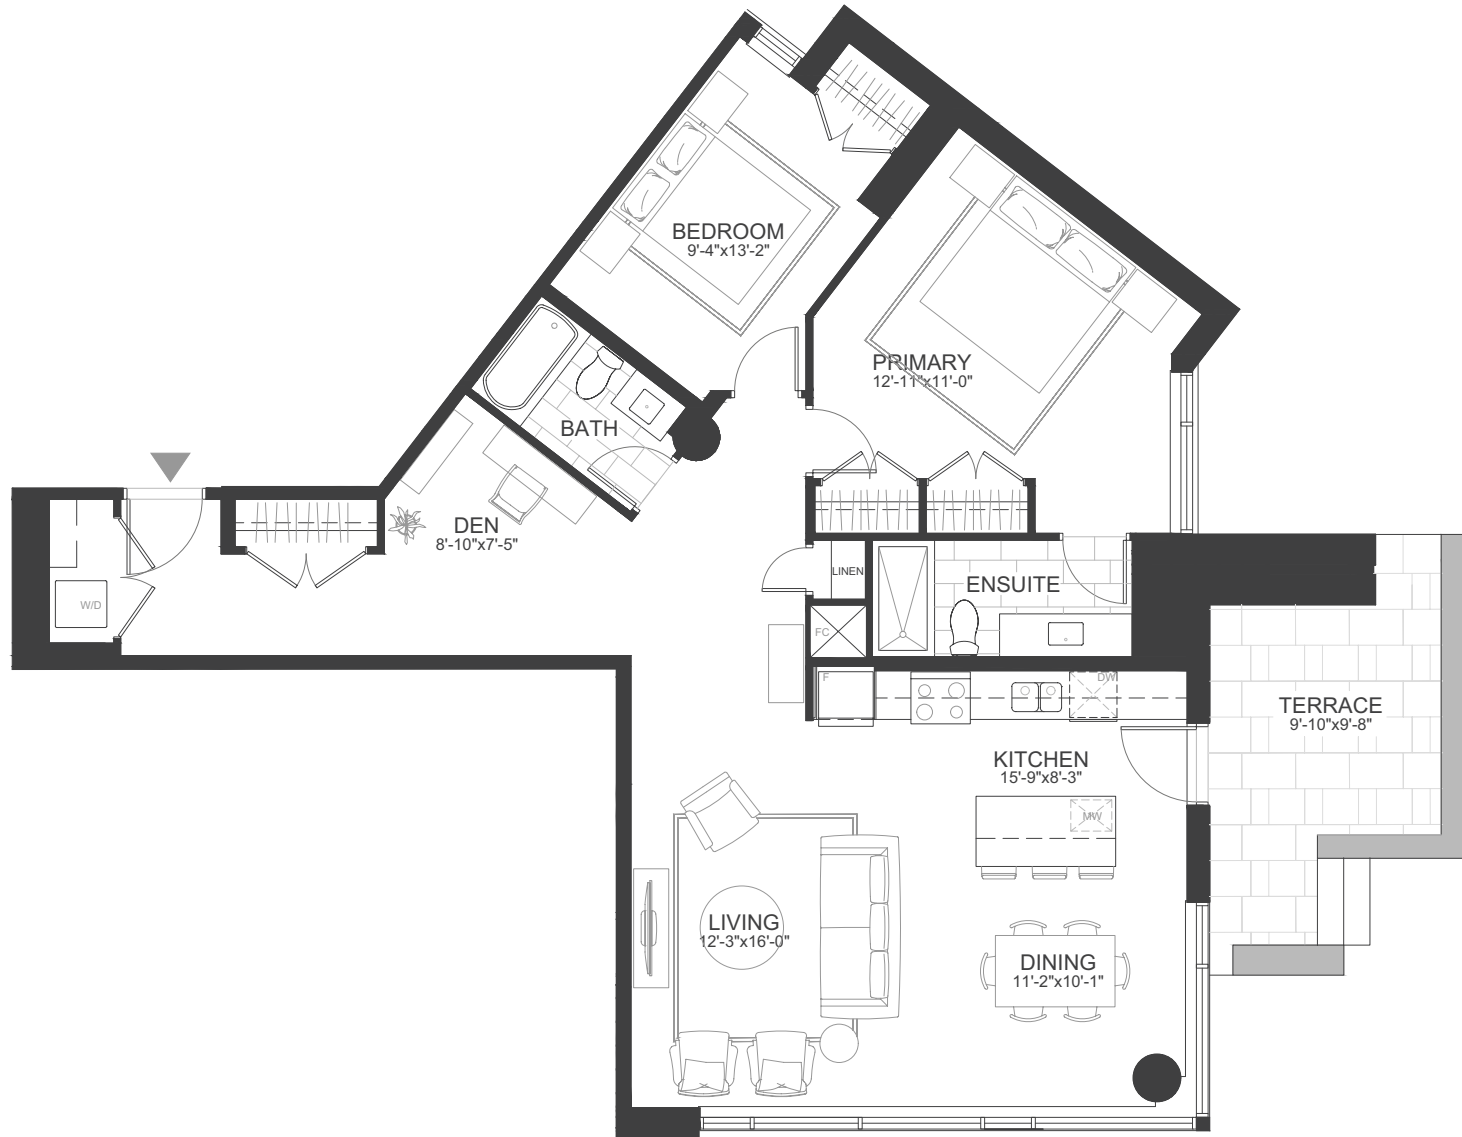 BEDROOM
9'-4"x13'-2"
PRIMARY
12'-11"x11'-0"
BATH
DEN
8'-10"x7'-5"
W/D
LINEN
ENSUITE
FC
F
DW
TERRACE
9'-10"x9'-8"
KITCHEN
15'-9"x8'-3"
MW
LIVING
12'-3"x16'-0"
DINING
11'-2"x10'-1"